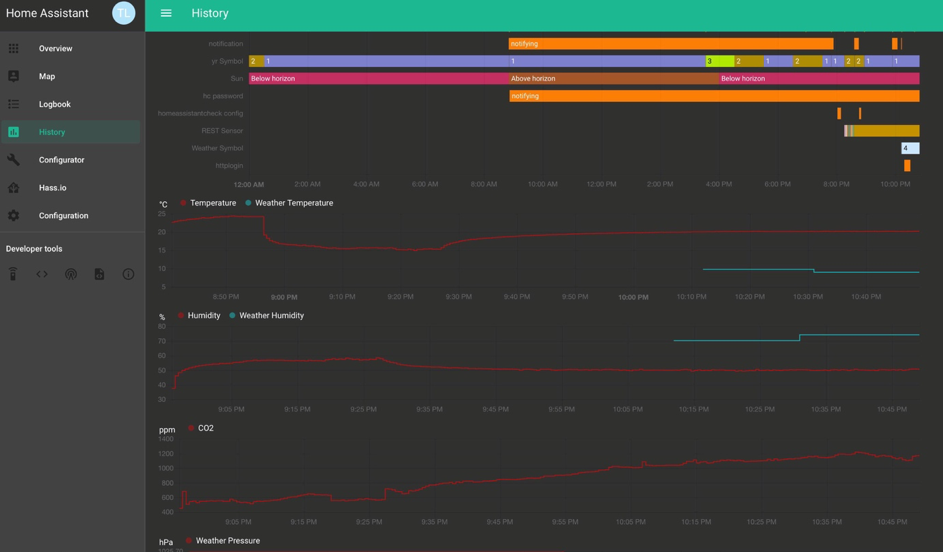 Home Assistant
TL
History
Overview
Map
Logbook
History
Configurator
Hass.io
Configuration
Developer tools
notification
notifying
yr Symbol
2 1 1 3 2 1 2 1 1 2 2 1 1
Sun
Below horizon Above horizon Below horizon
hc password
notifying
homeassistantcheck config
REST Sensor
Weather Symbol
4
httplogin
12:00 AM 2:00 AM 4:00 AM 6:00 AM 8:00 AM 10:00 AM 12:00 PM 2:00 PM 4:00 PM 6:00 PM 8:00 PM 10:00 PM
°C Temperature Weather Temperature
25
20
15
10
5
8:50 PM 9:00 PM 9:10 PM 9:20 PM 9:30 PM 9:40 PM 9:50 PM 10:00 PM 10:10 PM 10:20 PM 10:30 PM 10:40 PM
% Humidity Weather Humidity
80
70
60
50
40
30
9:05 PM 9:15 PM 9:25 PM 9:35 PM 9:45 PM 9:55 PM 10:05 PM 10:15 PM 10:25 PM 10:35 PM 10:45 PM
ppm CO2
1400
1200
1000
800
600
400
9:05 PM 9:15 PM 9:25 PM 9:35 PM 9:45 PM 9:55 PM 10:05 PM 10:15 PM 10:25 PM 10:35 PM 10:45 PM
hPa Weather Pressure